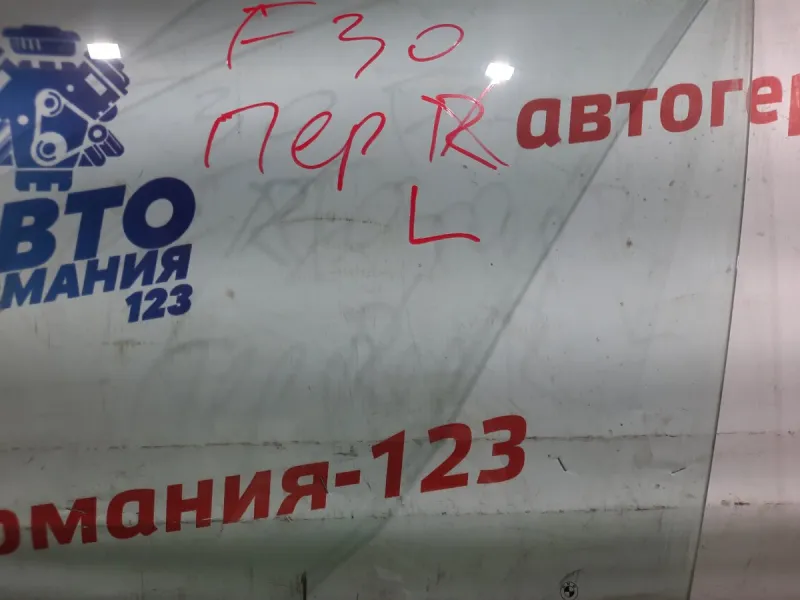 F30
пер R автогер
L
ВТО
МАНИЯ
123
омания-123